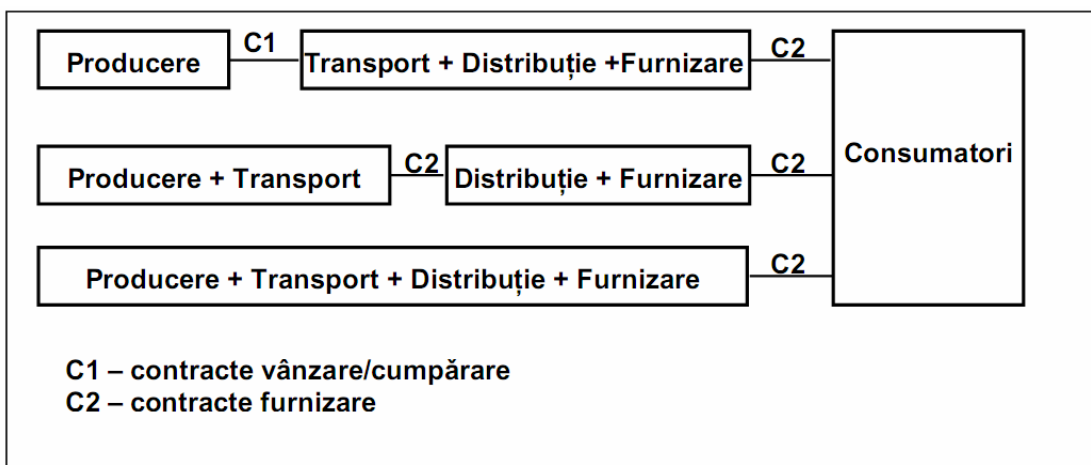 Producere C1 Transport + Distribuție +Furnizare C2
Producere + Transport C2 Distribuție + Furnizare C2
Consumatori
Producere + Transport + Distribuție + Furnizare C2
C1 – contracte vânzare/cumpărare
C2 – contracte furnizare